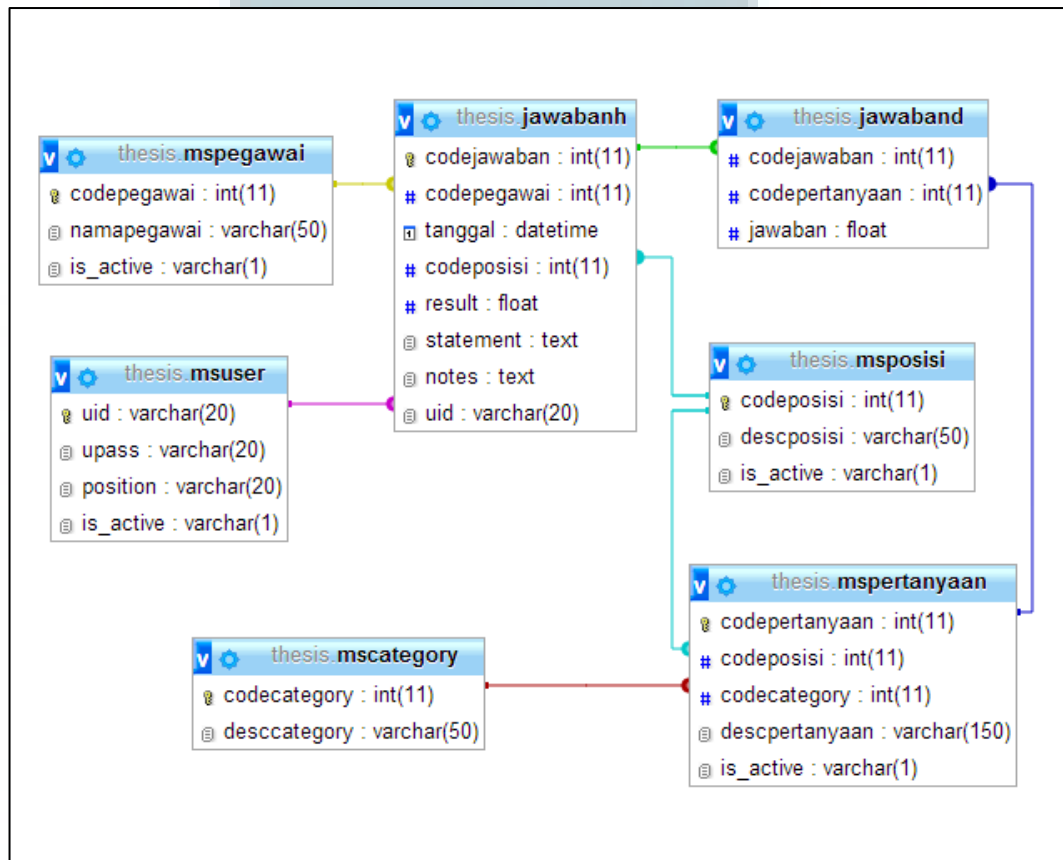 thesis.mspegawai
codepegawai : int(11)
namapegawai : varchar(50)
is_active : varchar(1)
thesis.jawabanh
codejawaban : int(11)
codepegawai : int(11)
tanggal : datetime
codeposisi : int(11)
result : float
statement : text
notes : text
uid : varchar(20)
thesis.jawaband
codejawaban : int(11)
codepertanyaan : int(11)
jawaban : float
thesis.msuser
uid : varchar(20)
upass : varchar(20)
position : varchar(20)
is_active : varchar(1)
thesis.msposisi
codeposisi : int(11)
descposisi : varchar(50)
is_active : varchar(1)
thesis.mscategory
codecategory : int(11)
desccategory : varchar(50)
thesis.mspertanyaan
codepertanyaan : int(11)
codeposisi : int(11)
codecategory : int(11)
descpertanyaan : varchar(150)
is_active : varchar(1)